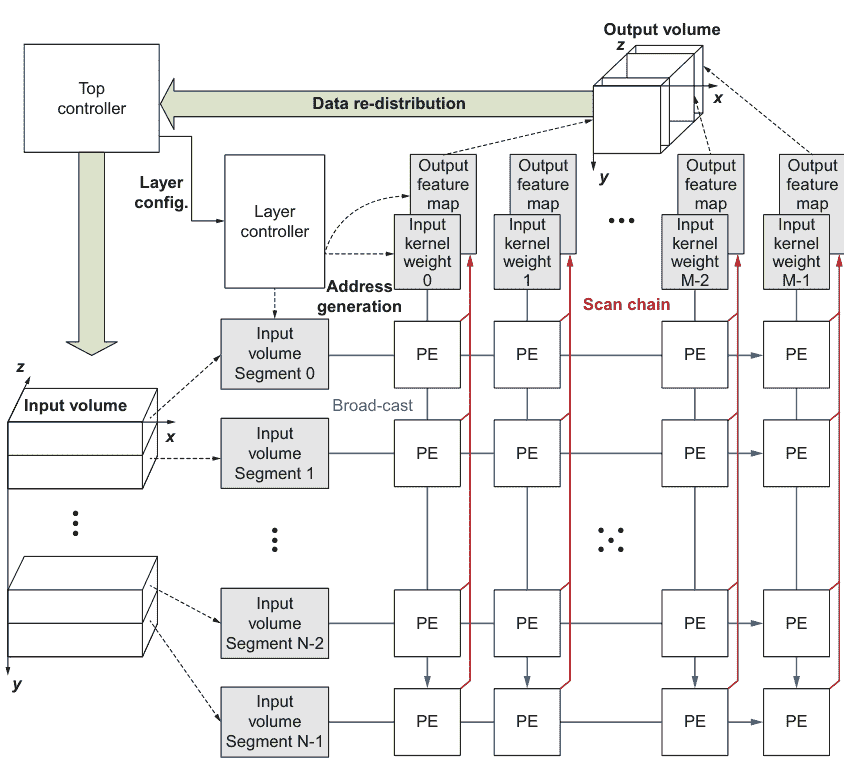 Output volume
z
x
y
Top
controller
Data re-distribution
Layer
config.
Layer
controller
Output
feature
map
Output
feature
map
Output
feature
map
Output
feature
map
Input
kernel
weight
0
Input
kernel
weight
1
Input
kernel
weight
M-2
Input
kernel
weight
M-1
Address
generation
Scan chain
Input
volume
Segment 0
PE
PE
PE
PE
z
Input volume
x
Broad-cast
Input
volume
Segment 1
PE
PE
PE
PE
Input
volume
Segment N-2
PE
PE
PE
PE
y
Input
volume
Segment N-1
PE
PE
PE
PE